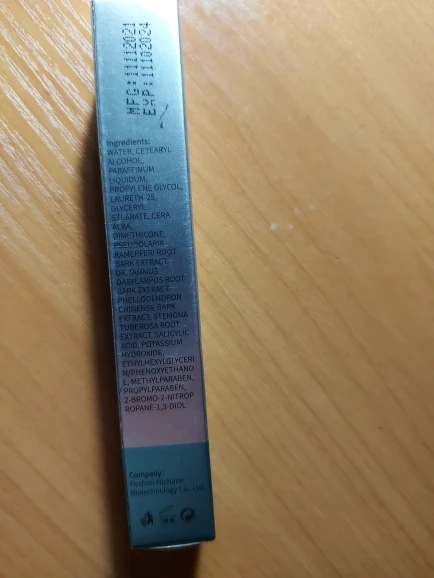 MFG:11112021
EXP:11102024
Ingredients:
WATER, CETEARYL
ALCOHOL,
PARAFFINUM
LIQUIDUM,
PROPYLENE GLYCOL,
LAURETH-25,
GLYCERYL
STEARATE, CERA
ALBA,
DIMETHICONE,
PSEUDOLARIX
KAMEPFERI ROOT
BARK EXTRACT,
DICTAMNUS
DASYCARPUS ROOT
BARK EXTRACT,
PHELLODENDRON
CHINENSE BARK
EXTRACT, STEMONA
TUBEROSA ROOT
EXTRACT, SALICYLIC
ACID, POTASSIUM
HYDROXIDE,
ETHYLHEXYLGLYCERI
N/PHENOXYETHANO
L, METHYLPARABEN,
PROPYLPARABEN,
2-BROMO-2-NITROP
ROPANE-1,3-DIOL
Company:
Foshan Hicharm
Biotechnology Co., Ltd